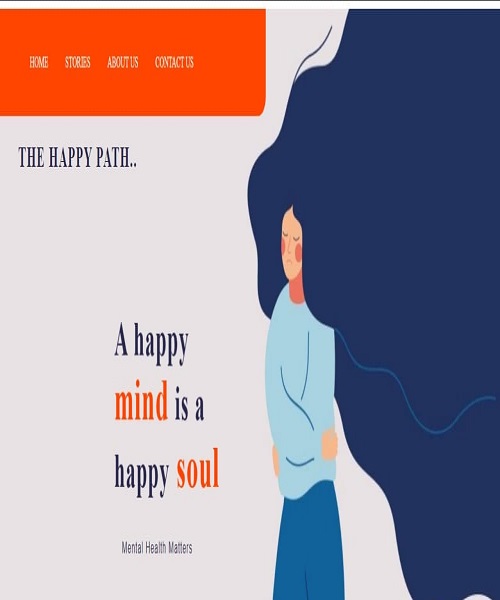 HOME STORIES ABOUT US CONTACT US
THE HAPPY PATH..
A happy
mind is a
happy soul
Mental Health Matters